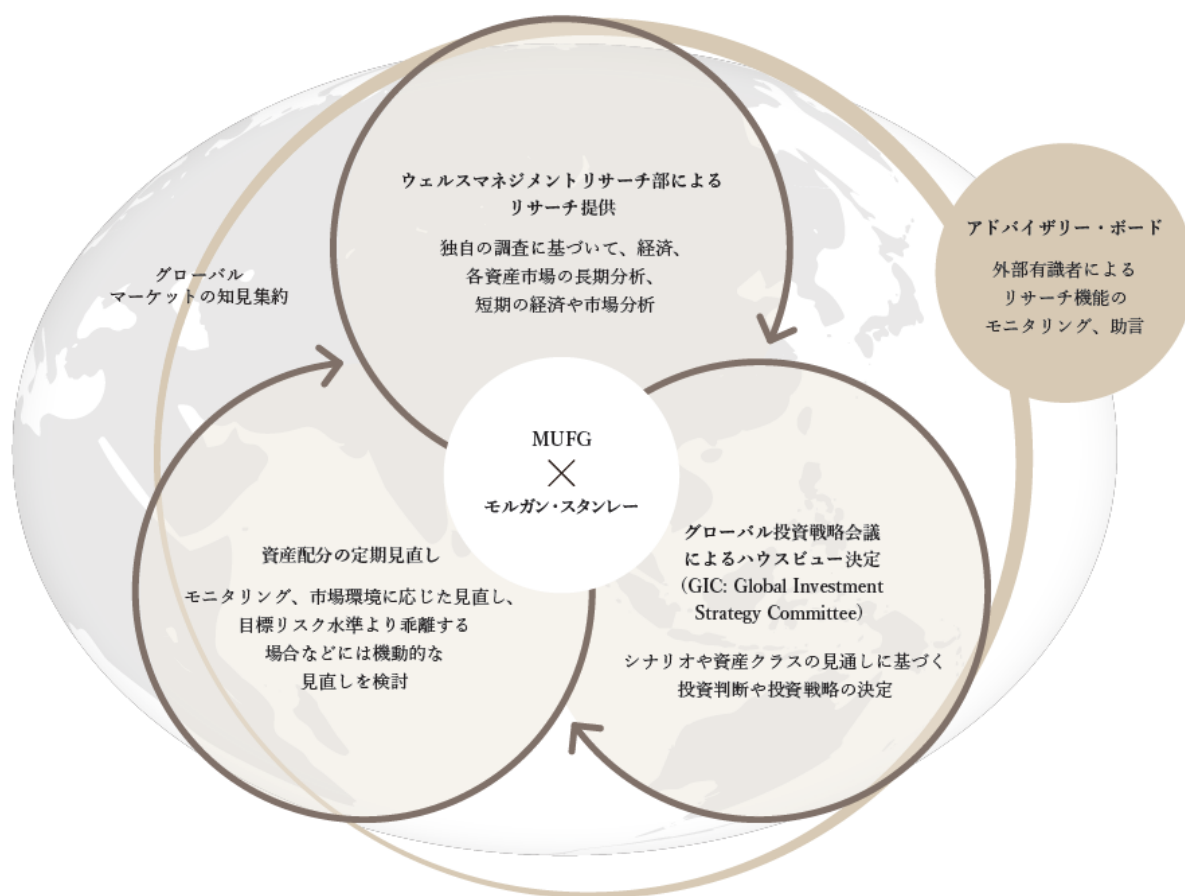 ウェルスマネジメントリサーチ部による
リサーチ提供
独自の調査に基づいて、経済、
各資産市場の長期分析、
短期の経済や市場分析
グローバル
マーケットの知見集約
アドバイザリー・ボード
外部有識者による
リサーチ機能の
モニタリング、助言
MUFG
×
モルガン・スタンレー
グローバル投資戦略会議
によるハウスビュー決定
（GIC: Global Investment
Strategy Committee）
シナリオや資産クラスの見通しに基づく
投資判断や投資戦略の決定
資産配分の定期見直し
モニタリング、市場環境に応じた見直し、
目標リスク水準より乖離する
場合などには機動的な
見直しを検討